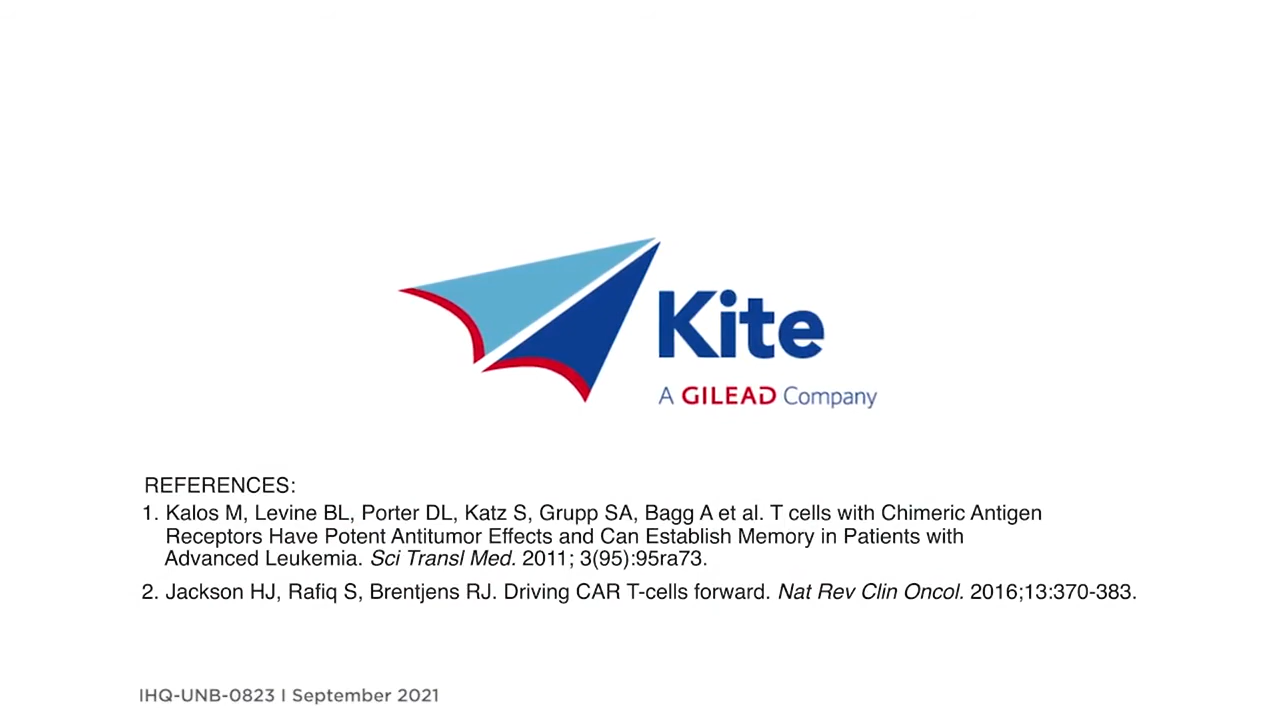 Kite
A GILEAD Company
REFERENCES:
1. Kalos M, Levine BL, Porter DL, Katz S, Grupp SA, Bagg A et al. T cells with Chimeric Antigen
Receptors Have Potent Antitumor Effects and Can Establish Memory in Patients with
Advanced Leukemia. Sci Transl Med. 2011; 3(95):95ra73.
2. Jackson HJ, Rafiq S, Brentjens RJ. Driving CAR T-cells forward. Nat Rev Clin Oncol. 2016;13:370-383.
IHQ-UNB-0823 I September 2021